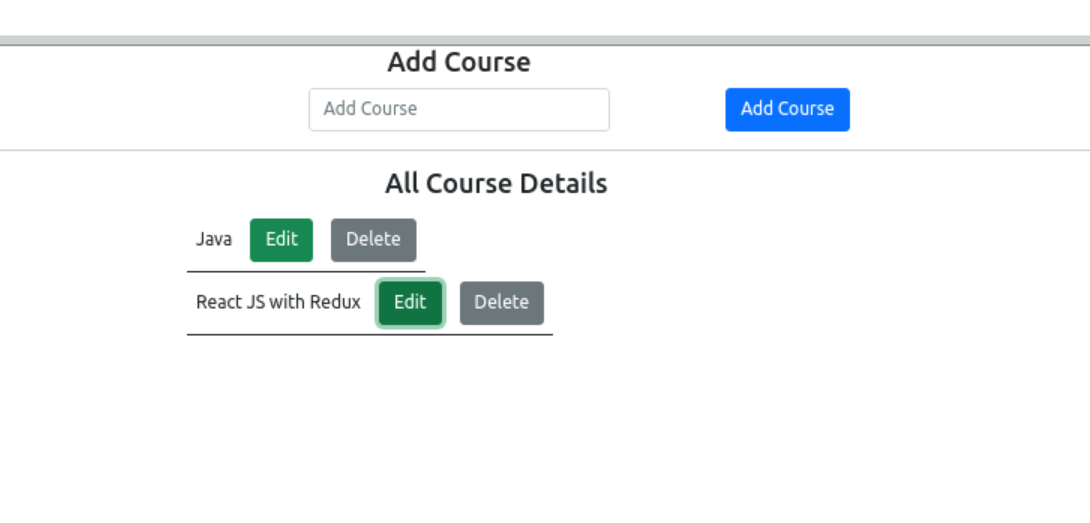 Add Course
Add Course Add Course
All Course Details
Java Edit Delete
React JS with Redux Edit Delete